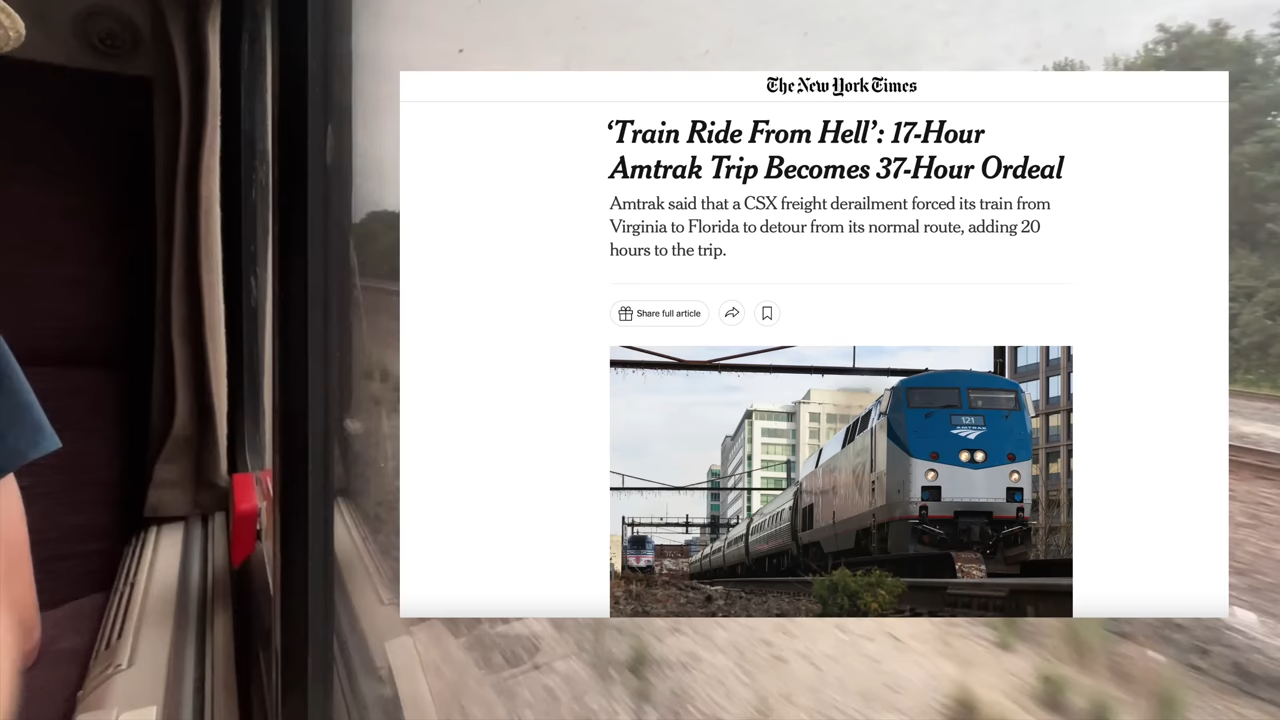 The New York Times
‘Train Ride From Hell’: 17-Hour
Amtrak Trip Becomes 37-Hour Ordeal
Amtrak said that a CSX freight derailment forced its train from
Virginia to Florida to detour from its normal route, adding 20
hours to the trip.
Share full article
121
AMTRAK